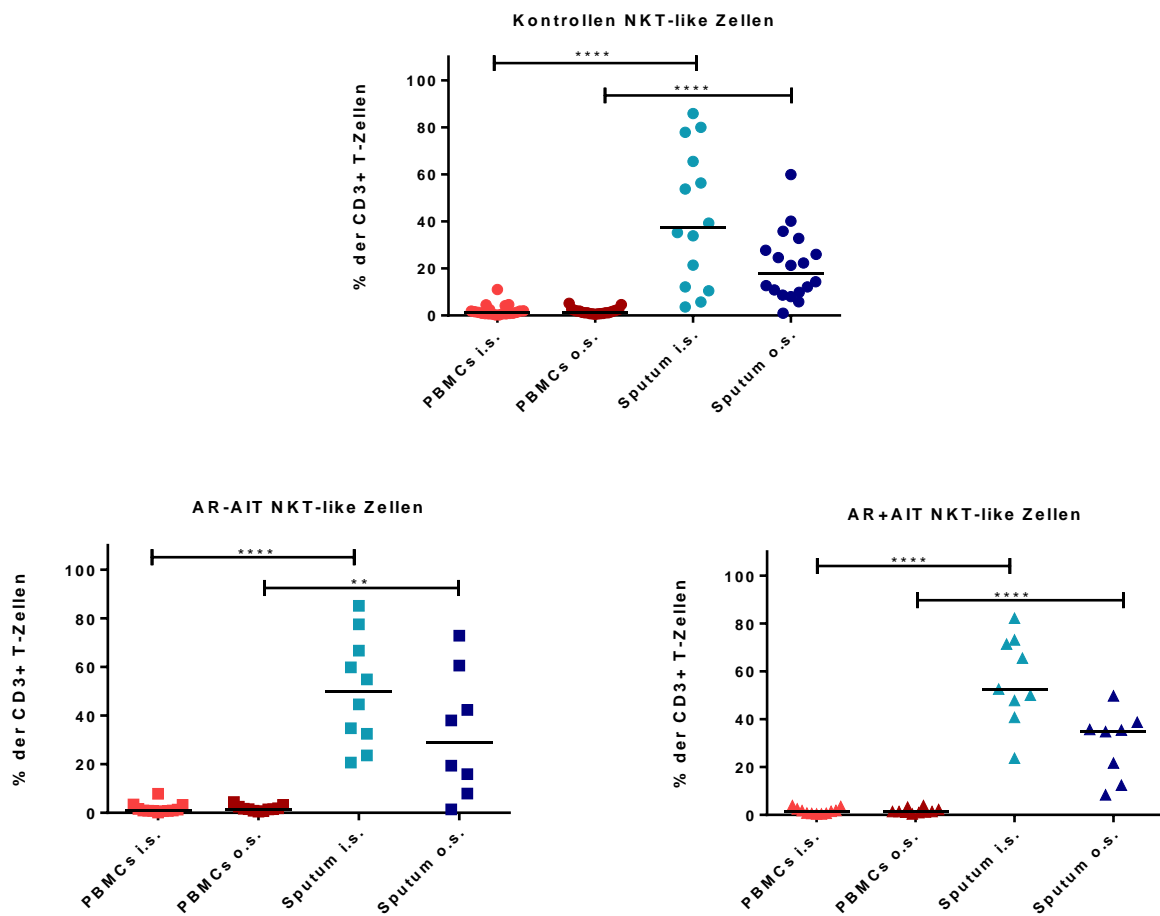 Kontrollen NKT-like Zellen
****
****
% der CD3+ T-Zellen
100
80
60
40
20
0
PBMCs i.s.
PBMCs o.s.
Sputum i.s.
Sputum o.s.
AR-AIT NKT-like Zellen
****
**
% der CD3+ T-Zellen
100
80
60
40
20
0
PBMCs i.s.
PBMCs o.s.
Sputum i.s.
Sputum o.s.
AR+AIT NKT-like Zellen
****
****
% der CD3+ T-Zellen
100
80
60
40
20
0
PBMCs i.s.
PBMCs o.s.
Sputum i.s.
Sputum o.s.